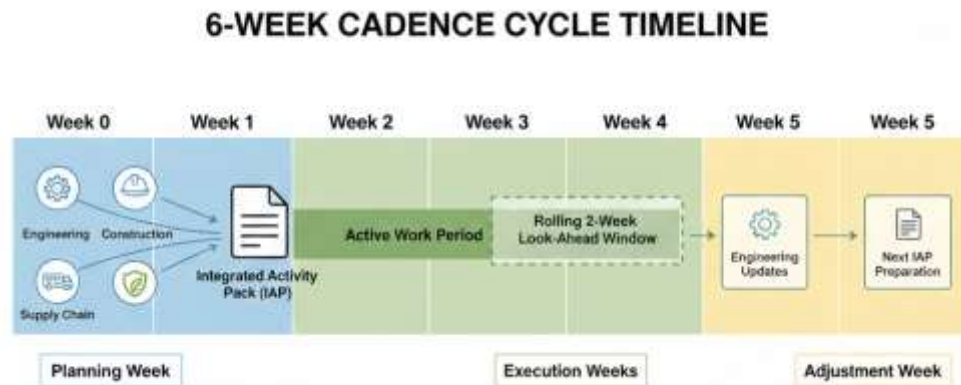 6-WEEK CADENCE CYCLE TIMELINE
Week 0
Week 1
Week 2
Week 3
Week 4
Week 5
Week 5
Engineering
Construction
Supply Chain
Integrated Activity
Pack (IAP)
Active Work Period
Rolling 2-Week
Look-Ahead Window
Engineering
Updates
Next IAP
Preparation
Planning Week
Execution Weeks
Adjustment Week